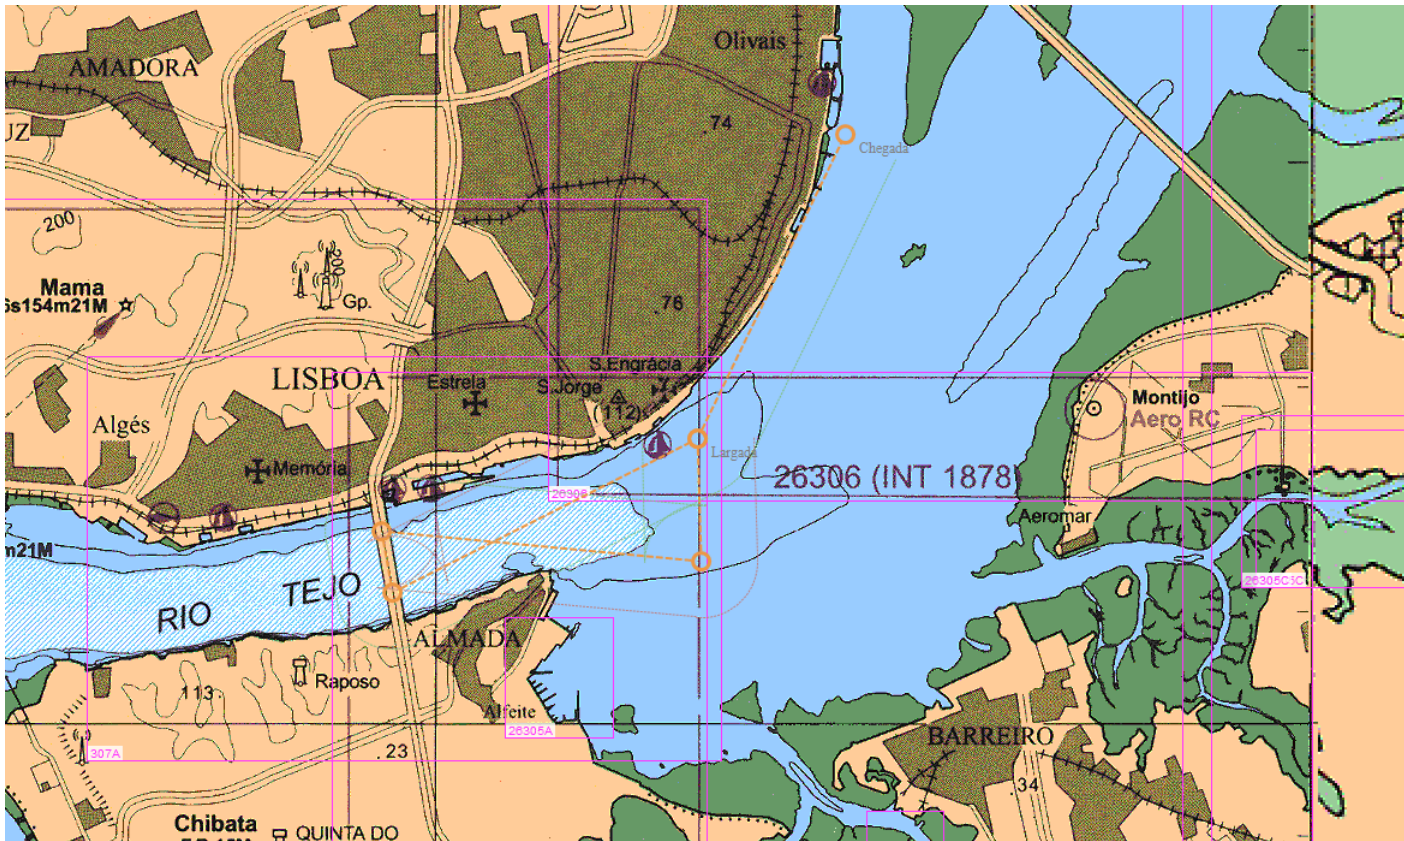 Olivais
AMADORA
UZ
.74
Chegada
200
200
Mama
6s154m21M
Gp.
.76
S.Engrácia
LISBOA
Estrela
S.Jorge
(112)
Montijo
Aero RC
Algés
Largada
Memória
26306 (INT 1878)
26306
Aeromar
m21M
RIO TEJO
26305C
ALMADA
Raposo
113.
Alfeite
26305A
BARREIRO
307A
.23
.34
Chibata
QUINTA DO